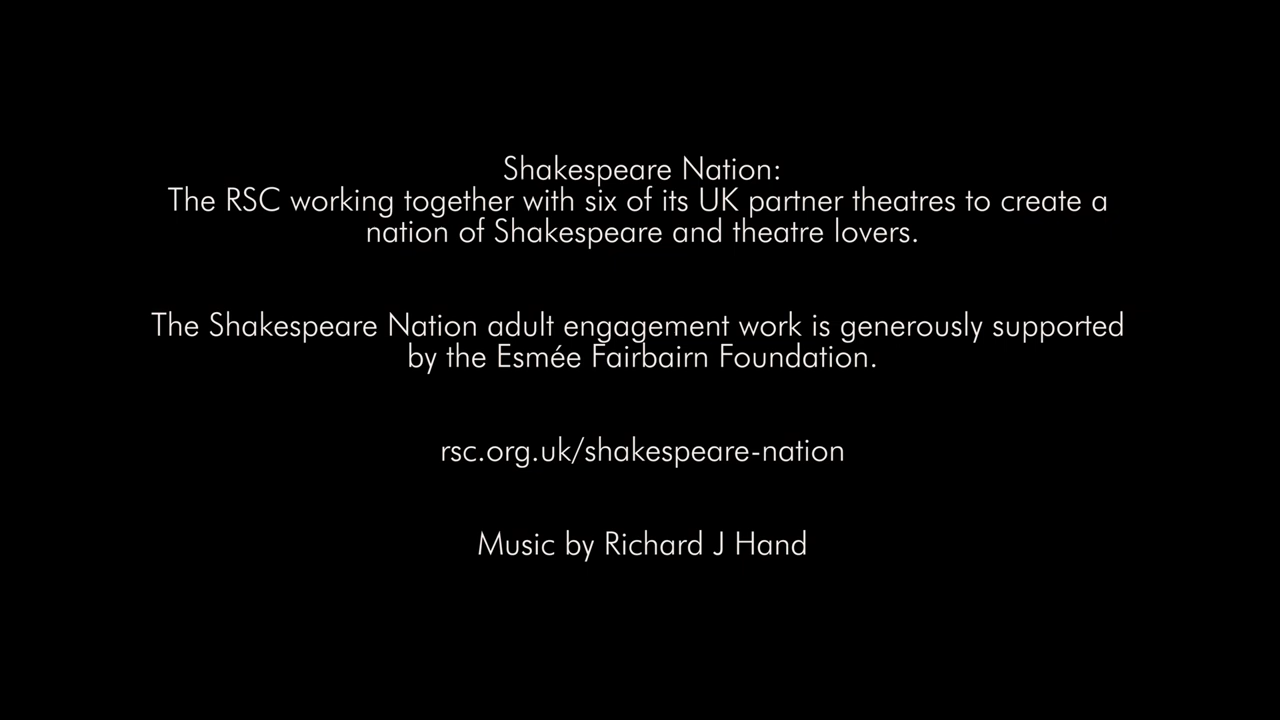 Shakespeare Nation:
The RSC working together with six of its UK partner theatres to create a
nation of Shakespeare and theatre lovers.
The Shakespeare Nation adult engagement work is generously supported
by the Esmée Fairbairn Foundation.
rsc.org.uk/shakespeare-nation
Music by Richard J Hand